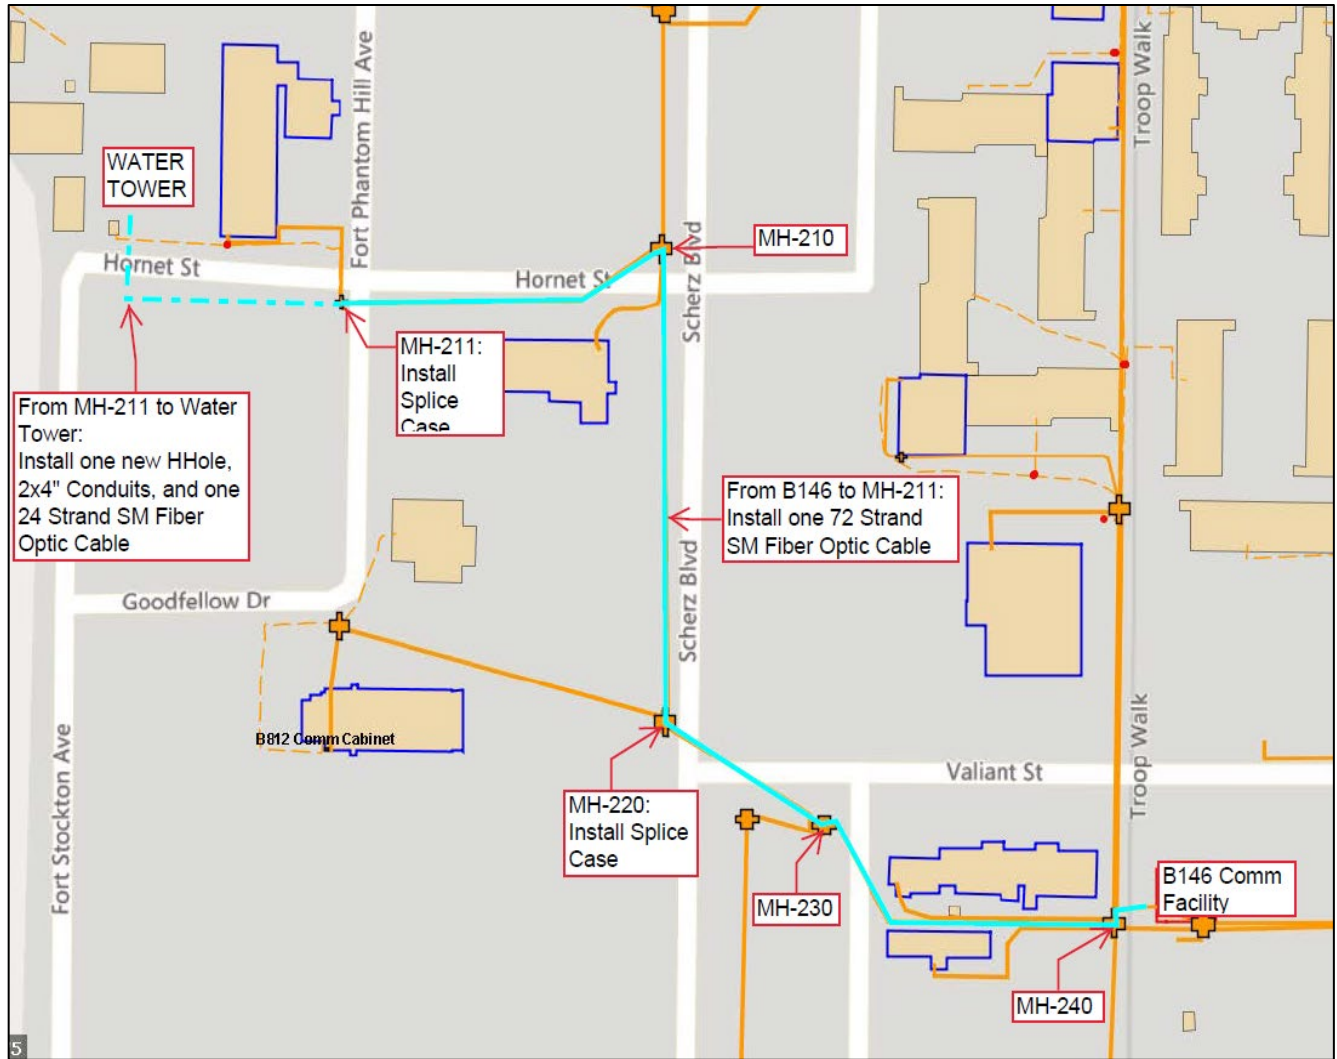 Fort Phantom Hill Ave
Troop Walk
WATER
TOWER
Scherz Blvd
MH-210
Hornet St
Hornet St
MH-211:
Install
Splice
Case
From MH-211 to Water
Tower:
Install one new HHole,
2x4" Conduits, and one
24 Strand SM Fiber
Optic Cable
From B146 to MH-211:
Install one 72 Strand
SM Fiber Optic Cable
Scherz Blvd
Goodfellow Dr
B812 Comm Cabinet
Fort Stockton Ave
Troop Walk
Valiant St
MH-220:
Install Splice
Case
MH-230
B146 Comm
Facility
MH-240
5